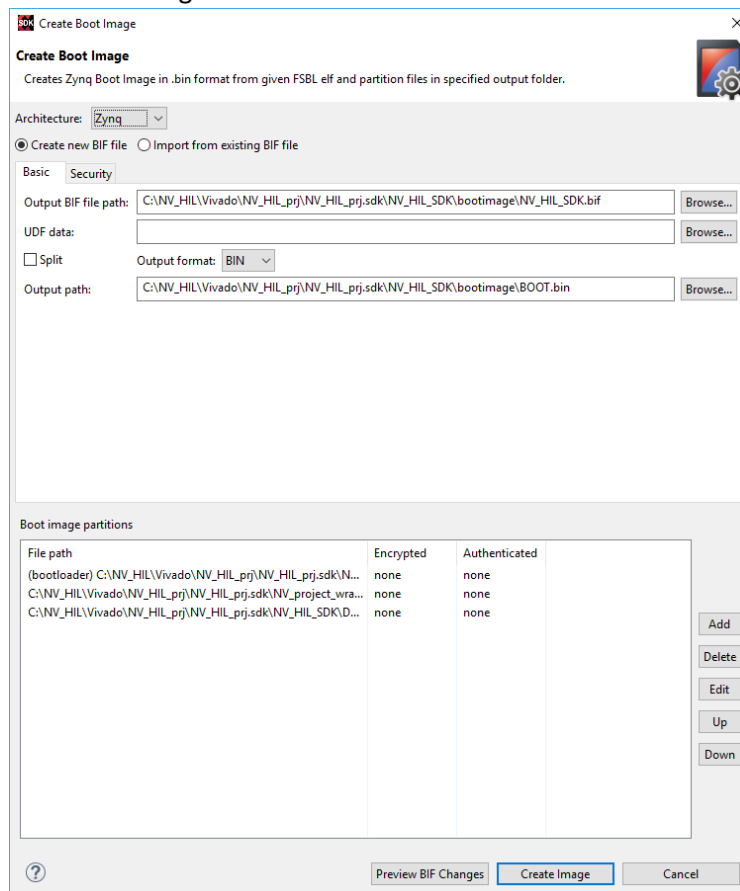 SDK Create Boot Image
Create Boot Image
Creates Zynq Boot Image in .bin format from given FSBL elf and partition files in specified output folder.
Architecture: Zynq
Create new BIF file Import from existing BIF file
Basic Security
Output BIF file path: C:\NV_HIL\Vivado\NV_HIL_prj\NV_HIL_prj.sdk\NV_HIL_SDK\bootimage\NV_HIL_SDK.bif Browse...
UDF data: Browse...
Split Output format: BIN
Output path: C:\NV_HIL\Vivado\NV_HIL_prj\NV_HIL_prj.sdk\NV_HIL_SDK\bootimage\BOOT.bin Browse...
Boot image partitions
File path Encrypted Authenticated
(bootloader) C:\NV_HIL\Vivado\NV_HIL_prj\NV_HIL_prj.sdk\N... none none
C:\NV_HIL\Vivado\NV_HIL_prj\NV_HIL_prj.sdk\NV_project_wra... none none
C:\NV_HIL\Vivado\NV_HIL_prj\NV_HIL_prj.sdk\NV_HIL_SDK\D... none none
Add
Delete
Edit
Up
Down
? Preview BIF Changes Create Image Cancel